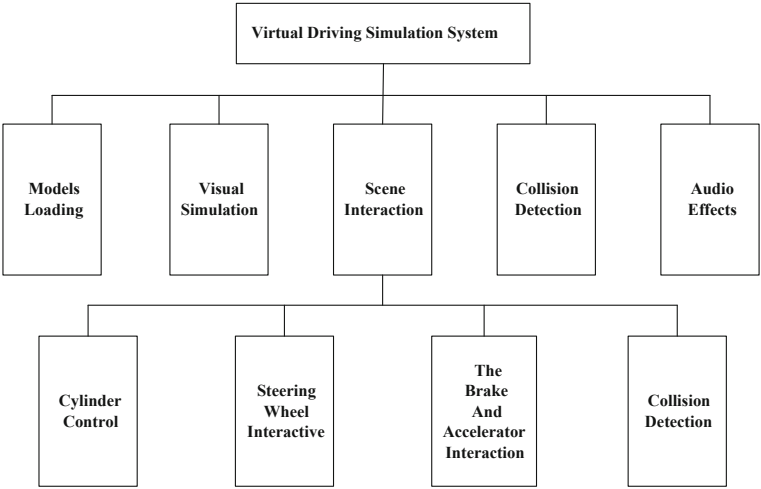 Virtual Driving Simulation System
Models
Loading
Visual
Simulation
Scene
Interaction
Collision
Detection
Audio
Effects
Cylinder
Control
Steering
Wheel
Interactive
The
Brake
And
Accelerator
Interaction
Collision
Detection